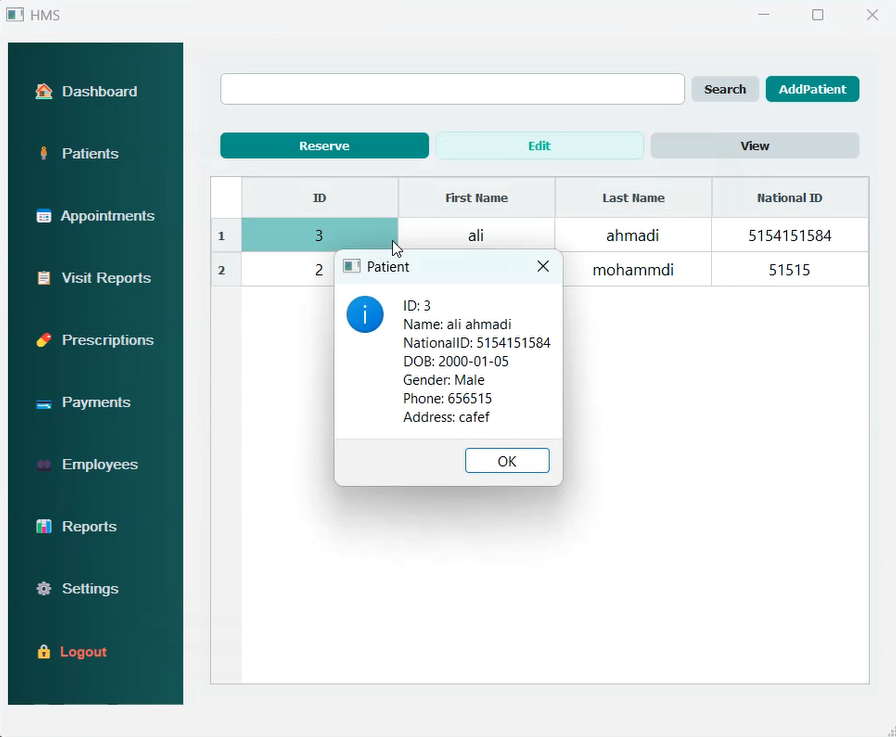 HMS
Dashboard
Patients
Appointments
Visit Reports
Prescriptions
Payments
Employees
Reports
Settings
Logout
Search
AddPatient
Reserve
Edit
View
ID First Name Last Name National ID
1 3 ali ahmadi 5154151584
2 2 mohammdi 51515
Patient
ID: 3
Name: ali ahmadi
NationalID: 5154151584
DOB: 2000-01-05
Gender: Male
Phone: 656515
Address: cafef
OK